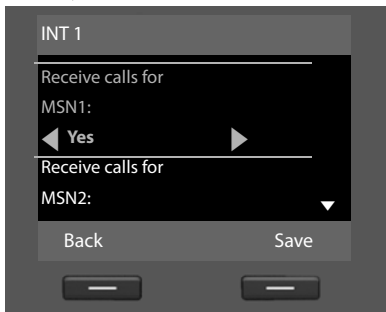 INT 1
Receive calls for
MSN1:
Yes
Receive calls for
MSN2:
Back Save